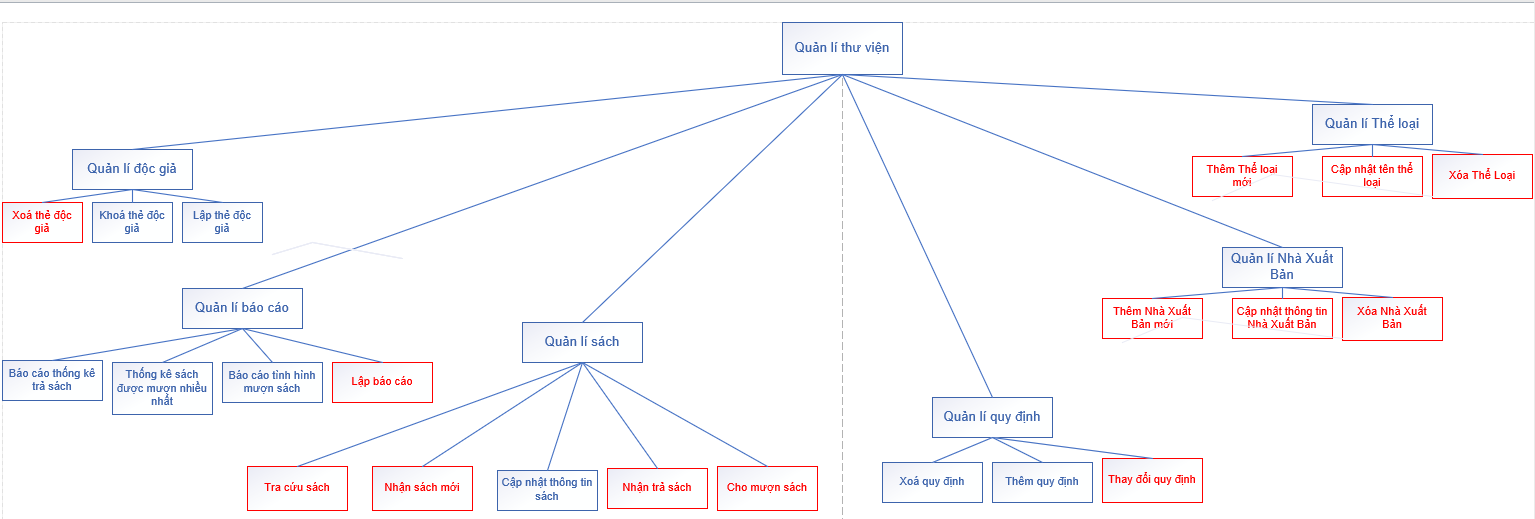 Quản lí thư viện
Quản lí Thể loại
Thêm Thể loại
mới
Cập nhật tên thể
loại
Xóa Thể Loại
Quản lí độc giả
Xoá thẻ độc
giả
Khoá thẻ độc
giả
Lập thẻ độc
giả
Quản lí Nhà Xuất
Bản
Thêm Nhà Xuất
Bản mới
Cập nhật thông tin
Nhà Xuất Bản
Xóa Nhà Xuất
Bản
Quản lí báo cáo
Báo cáo thống kê
trả sách
Thống kê sách
được mượn nhiều
nhất
Báo cáo tình hình
mượn sách
Lập báo cáo
Quản lí sách
Tra cứu sách
Nhận sách mới
Cập nhật thông tin
sách
Nhận trả sách
Cho mượn sách
Quản lí quy định
Xoá quy định
Thêm quy định
Thay đổi quy định